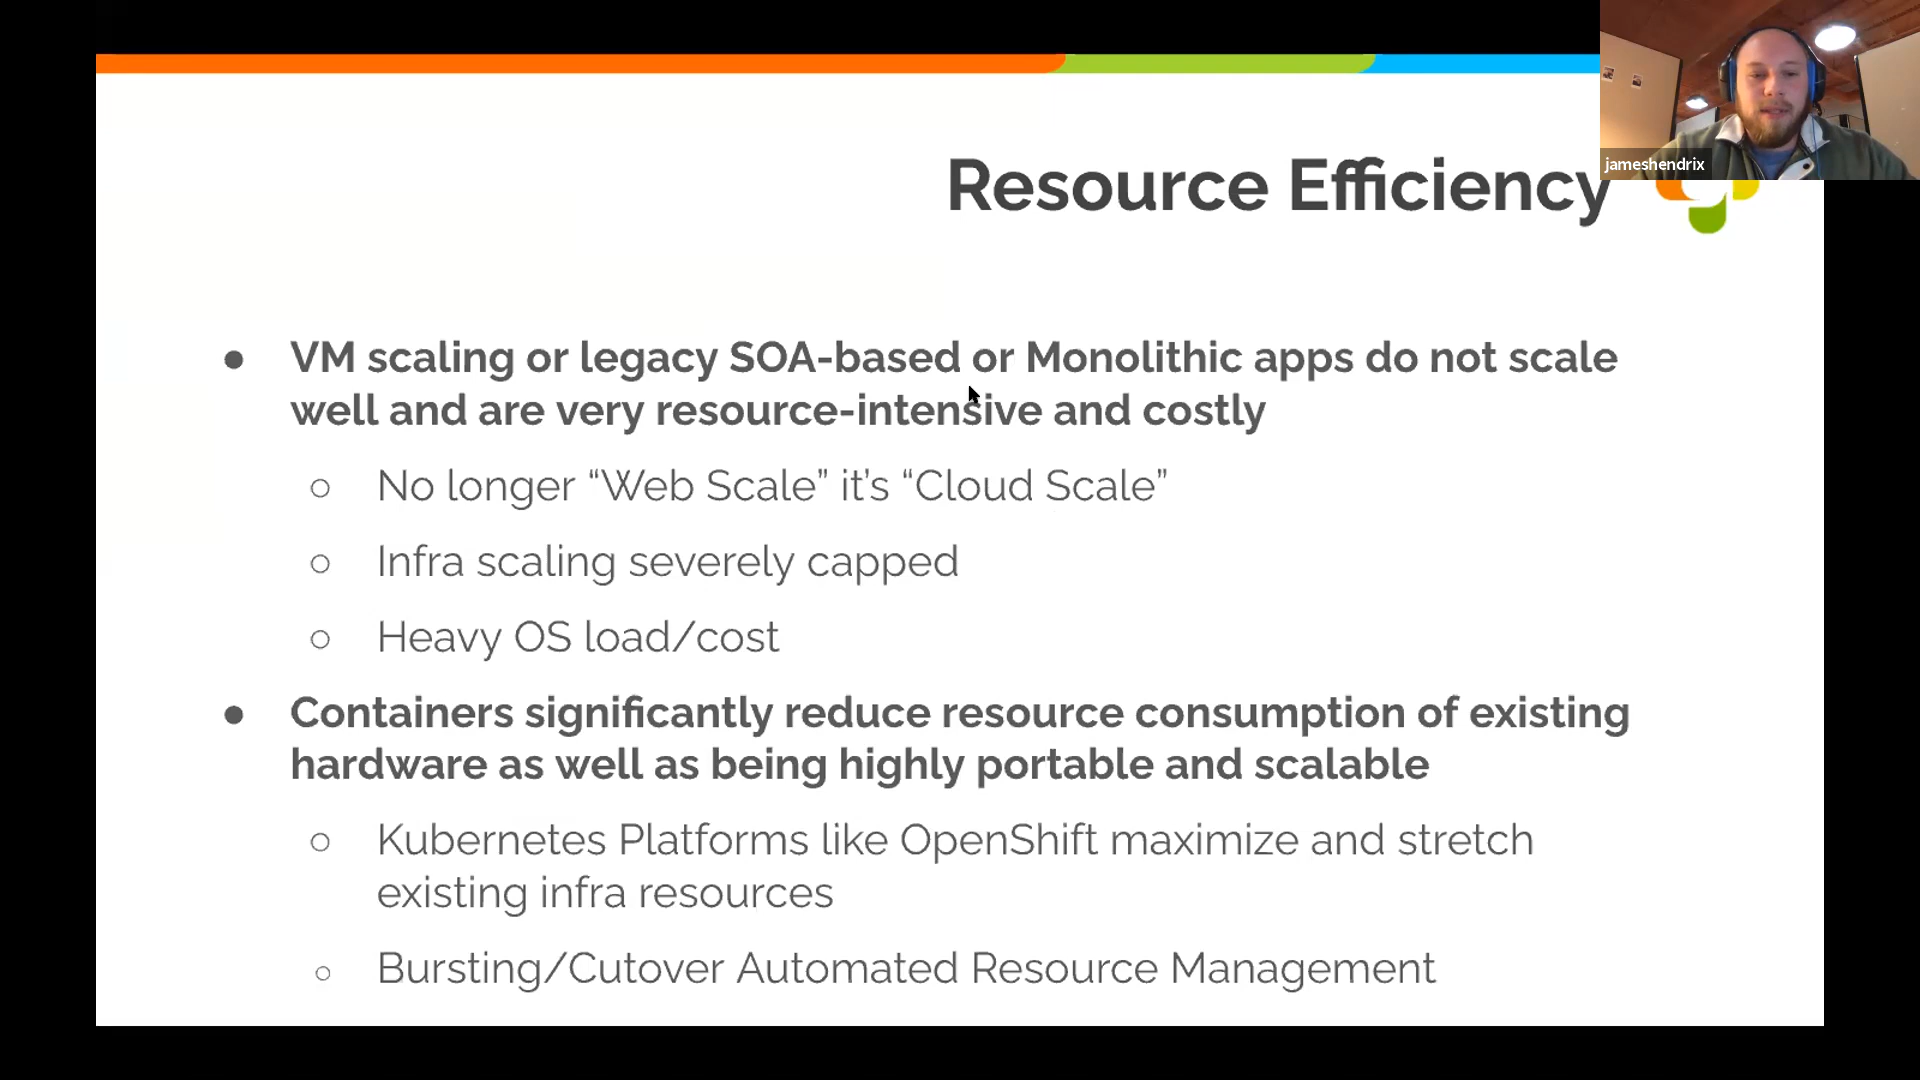 jameshendrix
Resource Efficiency
● VM scaling or legacy SOA-based or Monolithic apps do not scale
well and are very resource-intensive and costly
○ No longer “Web Scale” it’s “Cloud Scale”
○ Infra scaling severely capped
○ Heavy OS load/cost
● Containers significantly reduce resource consumption of existing
hardware as well as being highly portable and scalable
○ Kubernetes Platforms like OpenShift maximize and stretch
existing infra resources
○ Bursting/Cutover Automated Resource Management